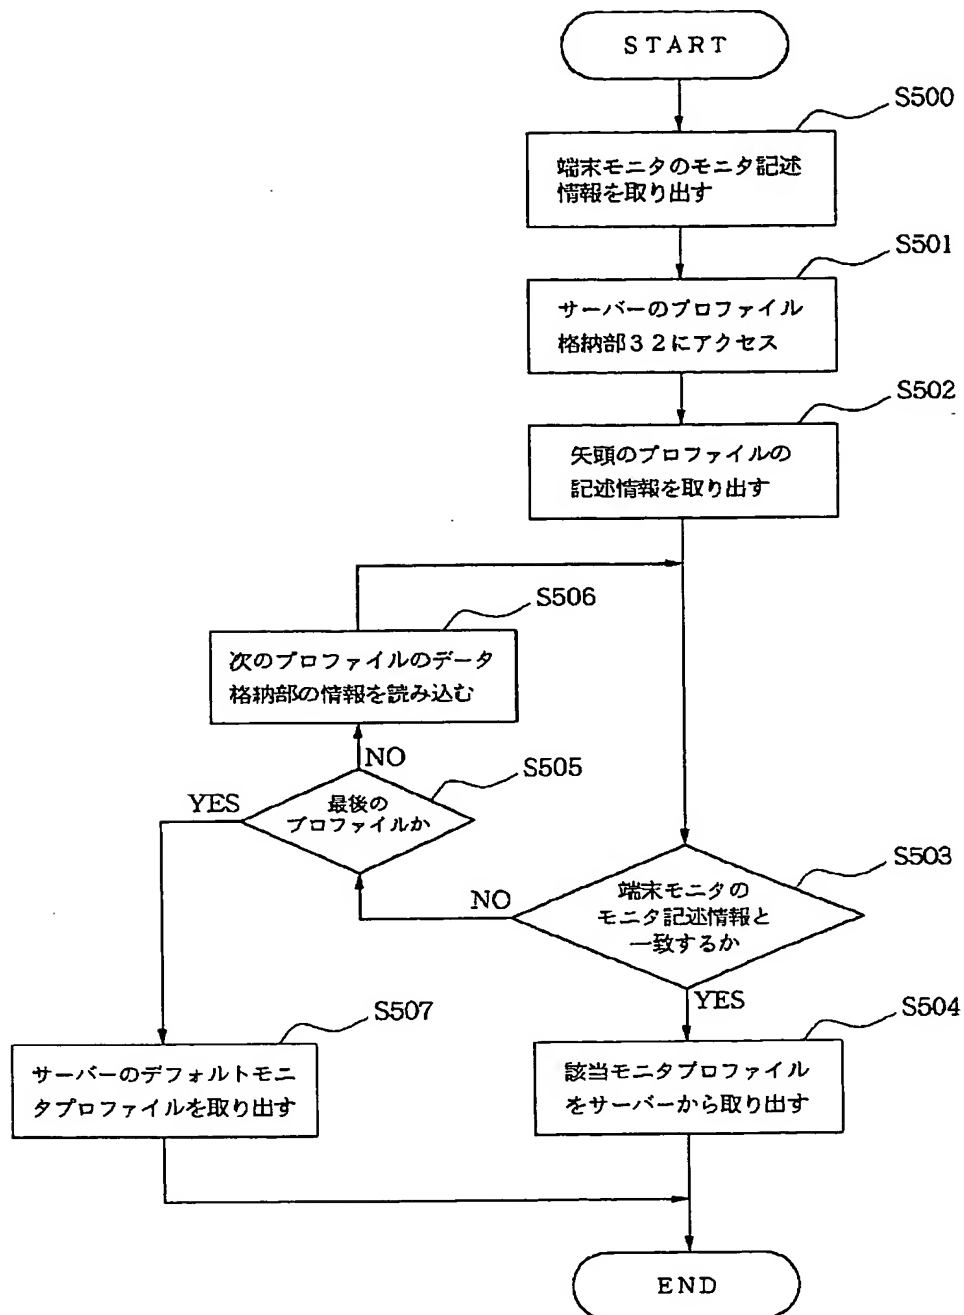 START
S500
端末モニタのモニタ記述
情報を取り出す
S501
サーバーのプロファイル
格納部32にアクセス
S502
矢頭のプロファイルの
記述情報を取り出す
S506
次のプロファイルのデータ
格納部の情報を読み込む
NO
S505
YES
最後の
プロファイルか
S503
NO
端末モニタの
モニタ記述情報と
一致するか
YES
S507
S504
サーバーのデフォルトモニ
タプロファイルを取り出す
該当モニタプロファイル
をサーバーから取り出す
END